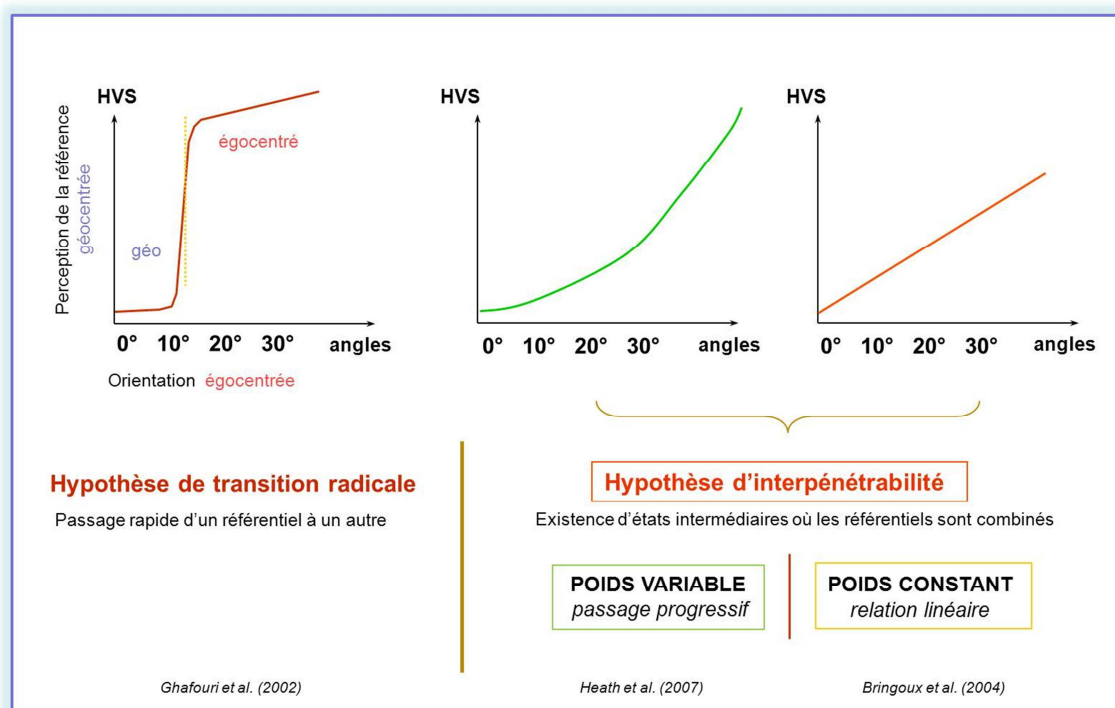 HVS
Perception de la référence
géocentrée
géo
égocentré
0° 10° 20° 30° angles
Orientation égocentrée
HVS
0° 10° 20° 30° angles
HVS
0° 10° 20° 30° angles
Hypothèse de transition radicale
Passage rapide d’un référentiel à un autre
Hypothèse d’interpénétrabilité
Existence d’états intermédiaires où les référentiels sont combinés
POIDS VARIABLE
passage progressif
POIDS CONSTANT
relation linéaire
Ghafouri et al. (2002)
Heath et al. (2007)
Bringoux et al. (2004)